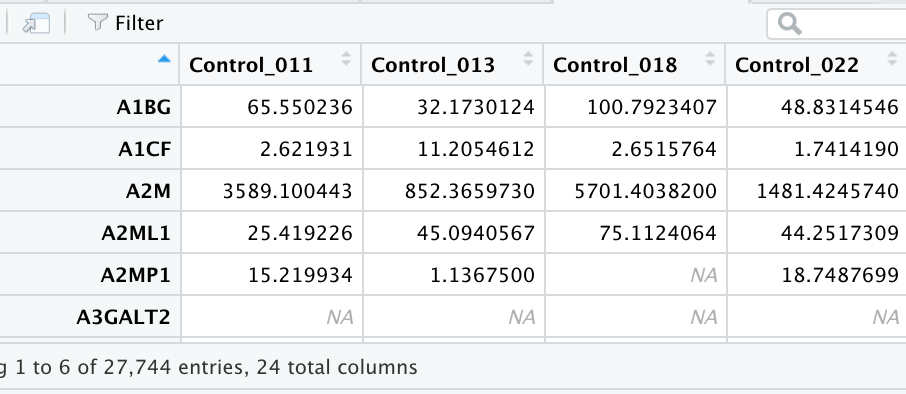 Filter
Control_011 Control_013 Control_018 Control_022
A1BG 65.550236 32.1730124 100.7923407 48.8314546
A1CF 2.621931 11.2054612 2.6515764 1.7414190
A2M 3589.100443 852.3659730 5701.4038200 1481.4245740
A2ML1 25.419226 45.0940567 75.1124064 44.2517309
A2MP1 15.219934 1.1367500 NA 18.7487699
A3GALT2 NA NA NA NA
g 1 to 6 of 27,744 entries, 24 total columns